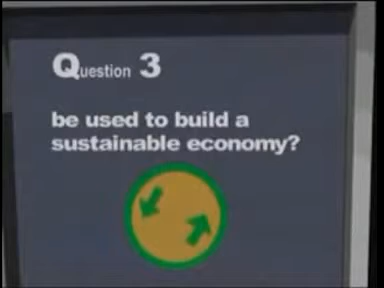 Question 3
be used to build a
sustainable economy?